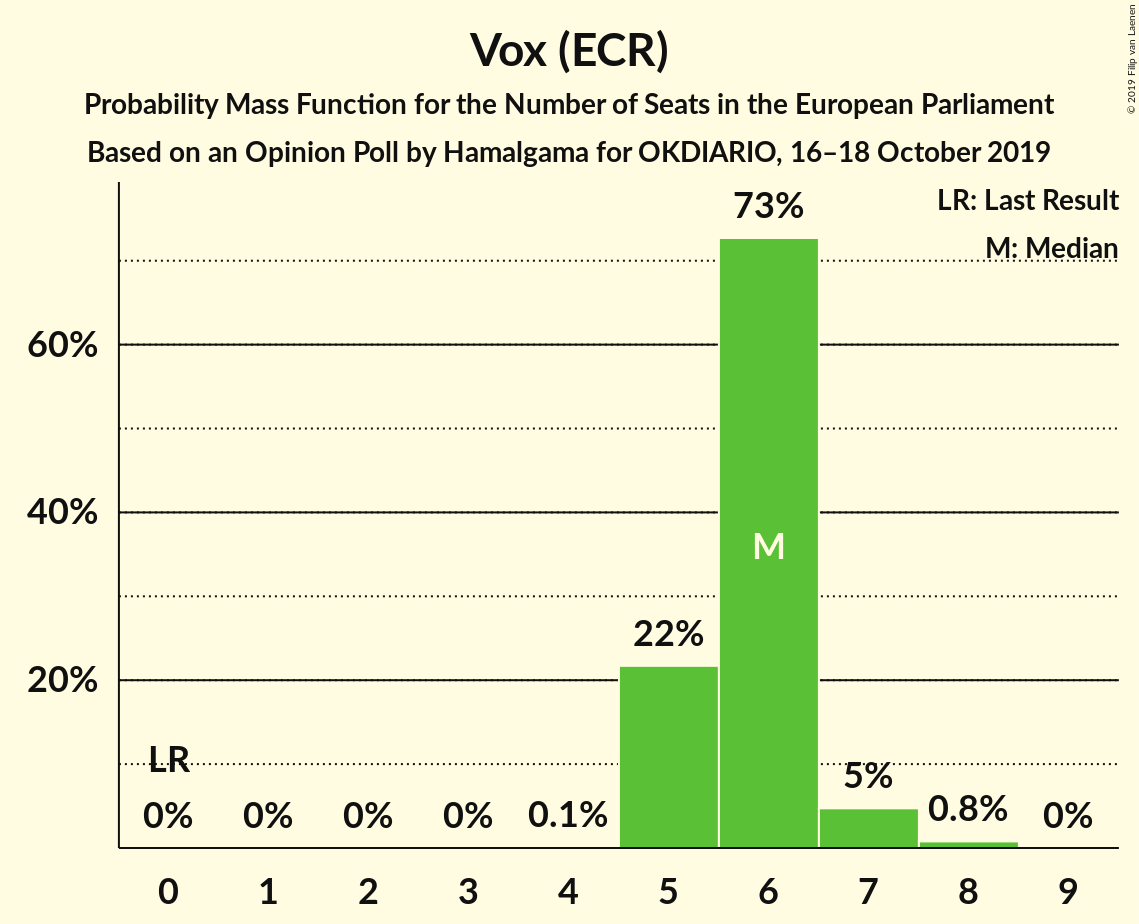 Vox (ECR)
Probability Mass Function for the Number of Seats in the European Parliament
Based on an Opinion Poll by Hamalgama for OKDIARIO, 16–18 October 2019
© 2019 Filip van Laenen
LR: Last Result
M: Median
73%
60%
40%
M
22%
20%
LR
0%
0%
0%
0%
0.1%
5%
0.8%
0%
0 1 2 3 4 5 6 7 8 9